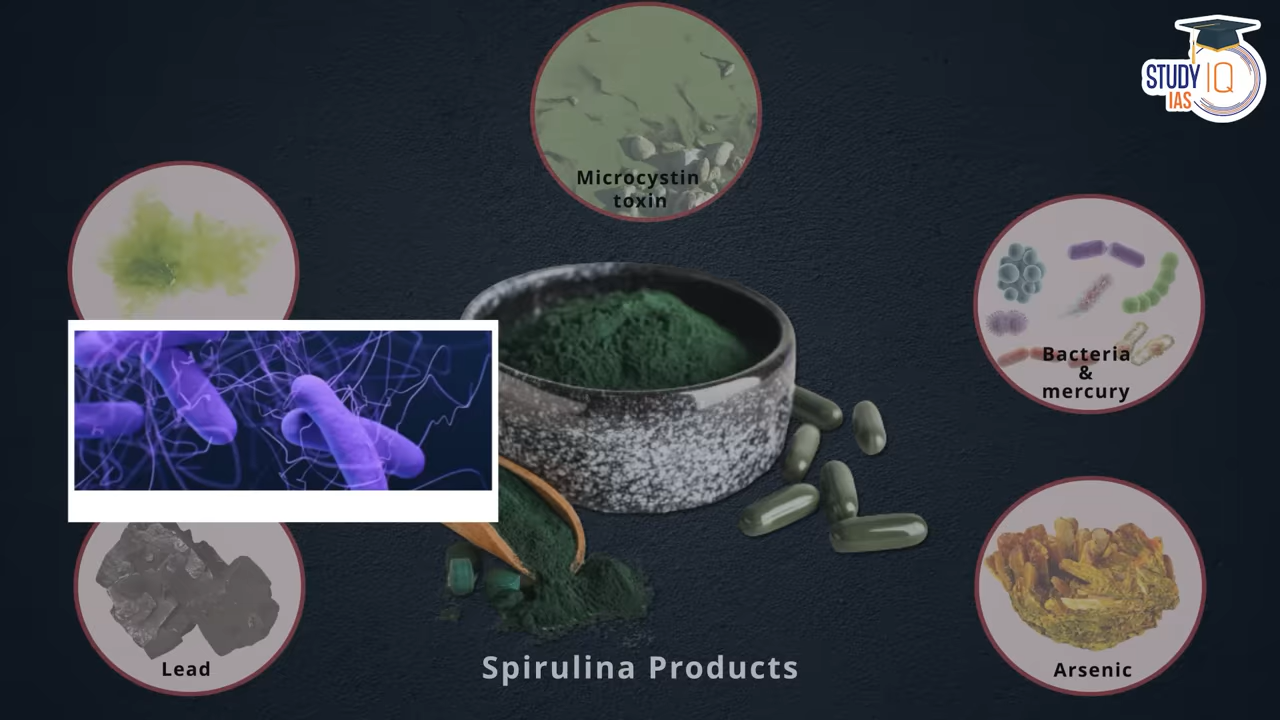 STUDY IQ
IAS
Microcystin
toxin
Bacteria
&
mercury
Lead
Arsenic
Spirulina Products